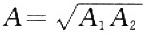 A = √A₁A₂